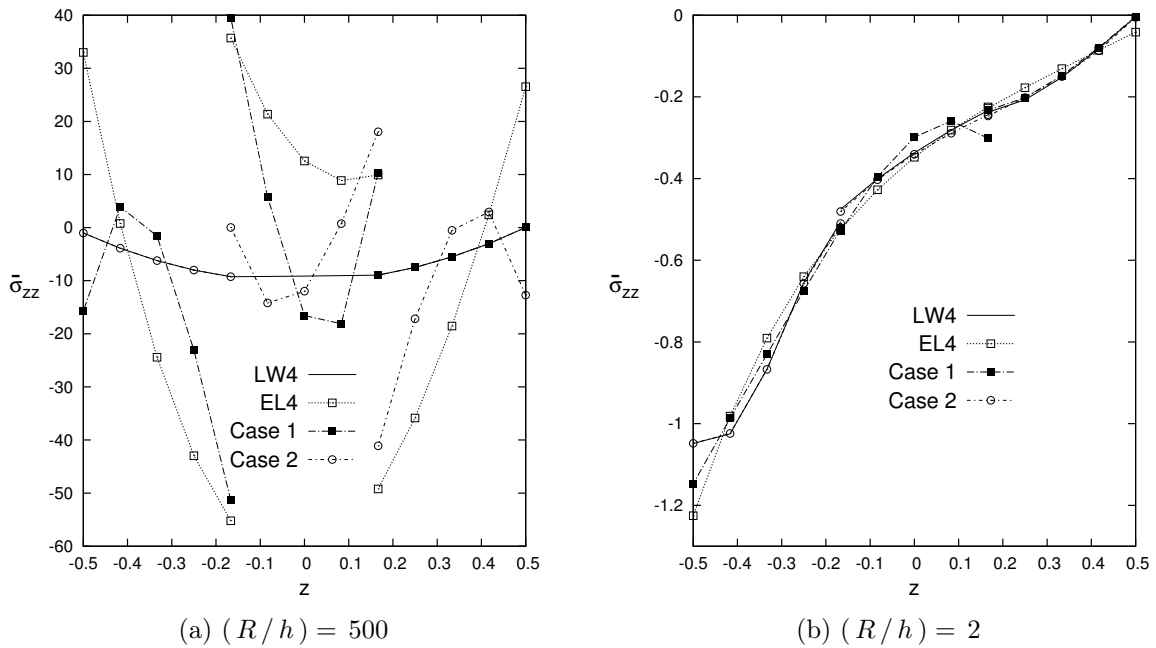 40
30
20
10
0
-10
-20
-30
-40
-50
-60
σ̄zz
-0.5 -0.4 -0.3 -0.2 -0.1 0 0.1 0.2 0.3 0.4 0.5
z
LW4
EL4
Case 1
Case 2
(a) (R/h) = 500
0
-0.2
-0.4
-0.6
-0.8
-1
-1.2
σ̄zz
-0.5 -0.4 -0.3 -0.2 -0.1 0 0.1 0.2 0.3 0.4 0.5
z
LW4
EL4
Case 1
Case 2
(b) (R/h) = 2